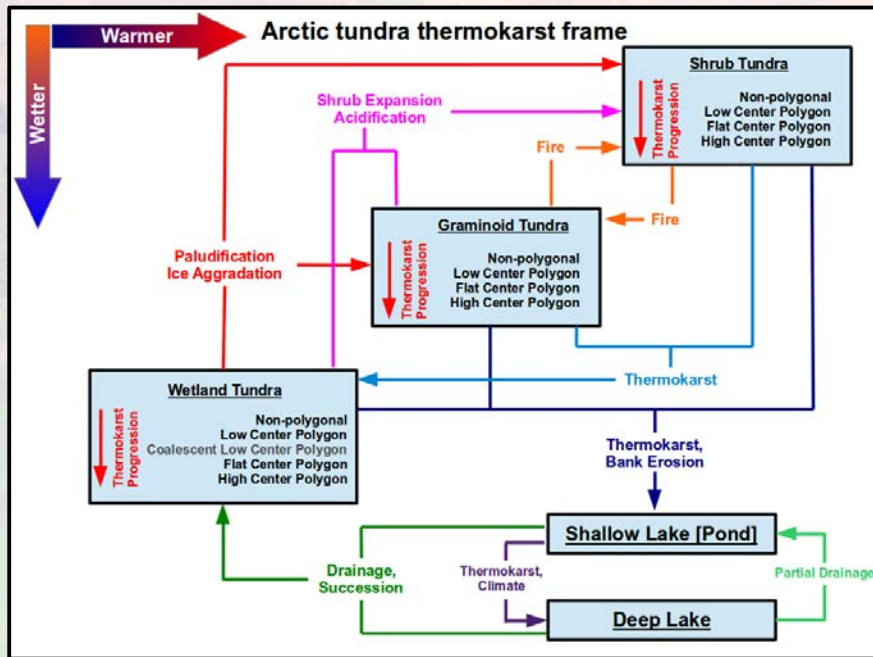 Arctic tundra thermokarst frame
Warmer
Wetter
Shrub Tundra
Thermokarst
Progression
Non-polygonal
Low Center Polygon
Flat Center Polygon
High Center Polygon
Shrub Expansion
Acidification
Fire
Fire
Graminoid Tundra
Thermokarst
Progression
Non-polygonal
Low Center Polygon
Flat Center Polygon
High Center Polygon
Paludification
Ice Aggradation
Thermokarst
Wetland Tundra
Thermokarst
Progression
Non-polygonal
Low Center Polygon
Coalescent Low Center Polygon
Flat Center Polygon
High Center Polygon
Thermokarst,
Bank Erosion
Shallow Lake [Pond]
Drainage,
Succession
Thermokarst,
Climate
Partial Drainage
Deep Lake